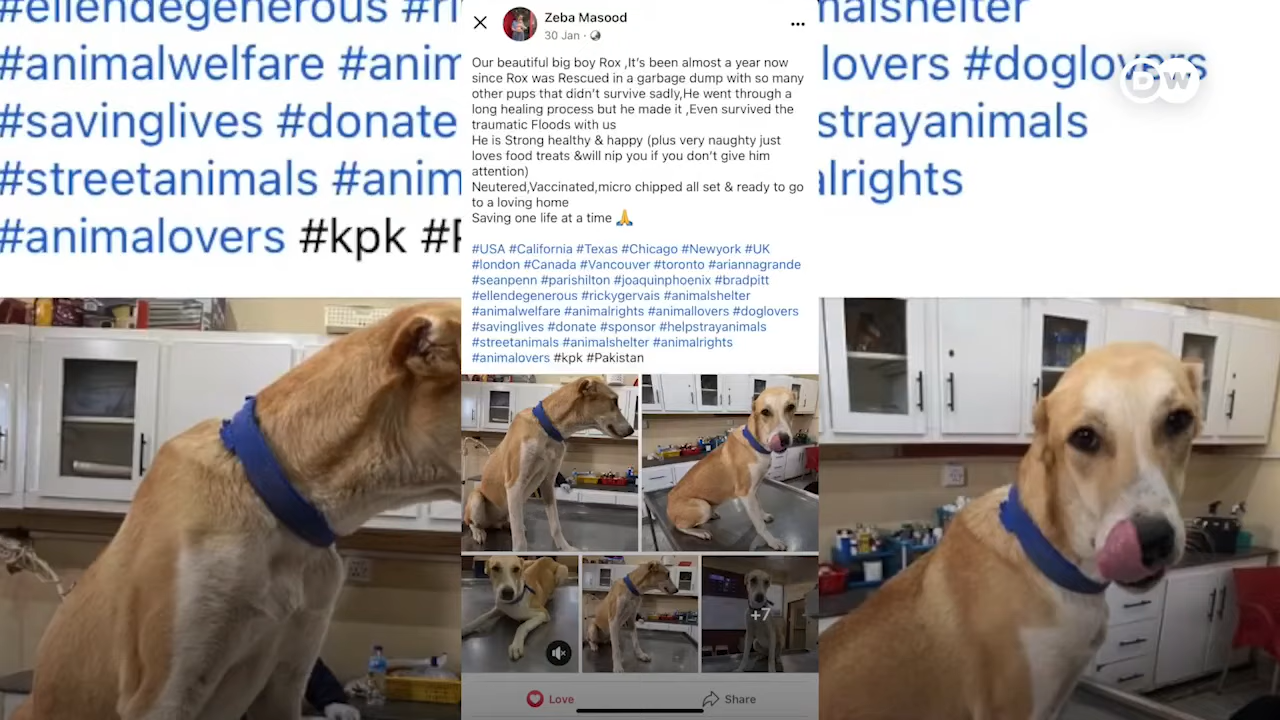 #ellendegenerous #ri
#animalwelfare #anim
#savinglives #donate
#streetanimals #anim
#animalovers #kpk #P
Zeba Masood
30 Jan ·
Our beautiful big boy Rox ,It's been almost a year now
since Rox was Rescued in a garbage dump with so many
other pups that didn't survive sadly,He went through a
long healing process but he made it ,Even survived the
traumatic Floods with us
He is Strong healthy & happy (plus very naughty just
loves food treats &will nip you if you don't give him
attention)
Neutered,Vaccinated,micro chipped all set & ready to go
to a loving home
Saving one life at a time 🙏
#USA #California #Texas #Chicago #Newyork #UK
#london #Canada #Vancouver #toronto #ariannagrande
#seanpenn #parishilton #joaquinphoenix #bradpitt
#ellendegenerous #rickygervais #animalshelter
#animalwelfare #animalrights #animallovers #doglovers
#savinglives #donate #sponsor #helpstrayanimals
#streetanimals #animalshelter #animalrights
#animalovers #kpk #Pakistan
+7
Love
Share
malshelter
lovers #doglovers
strayanimals
alrights
DW